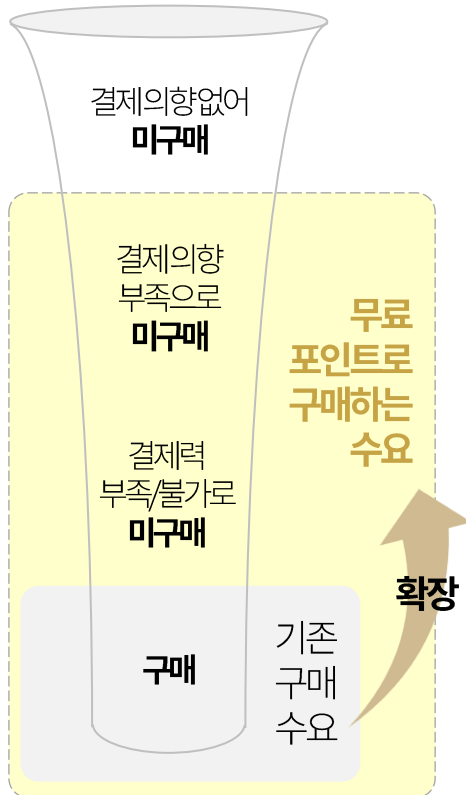 결제의향없어
미구매
결제의향
부족으로
미구매
무료
포인트로
구매하는
수요
결제력
부족/불가로
미구매
확장
구매
기존
구매
수요